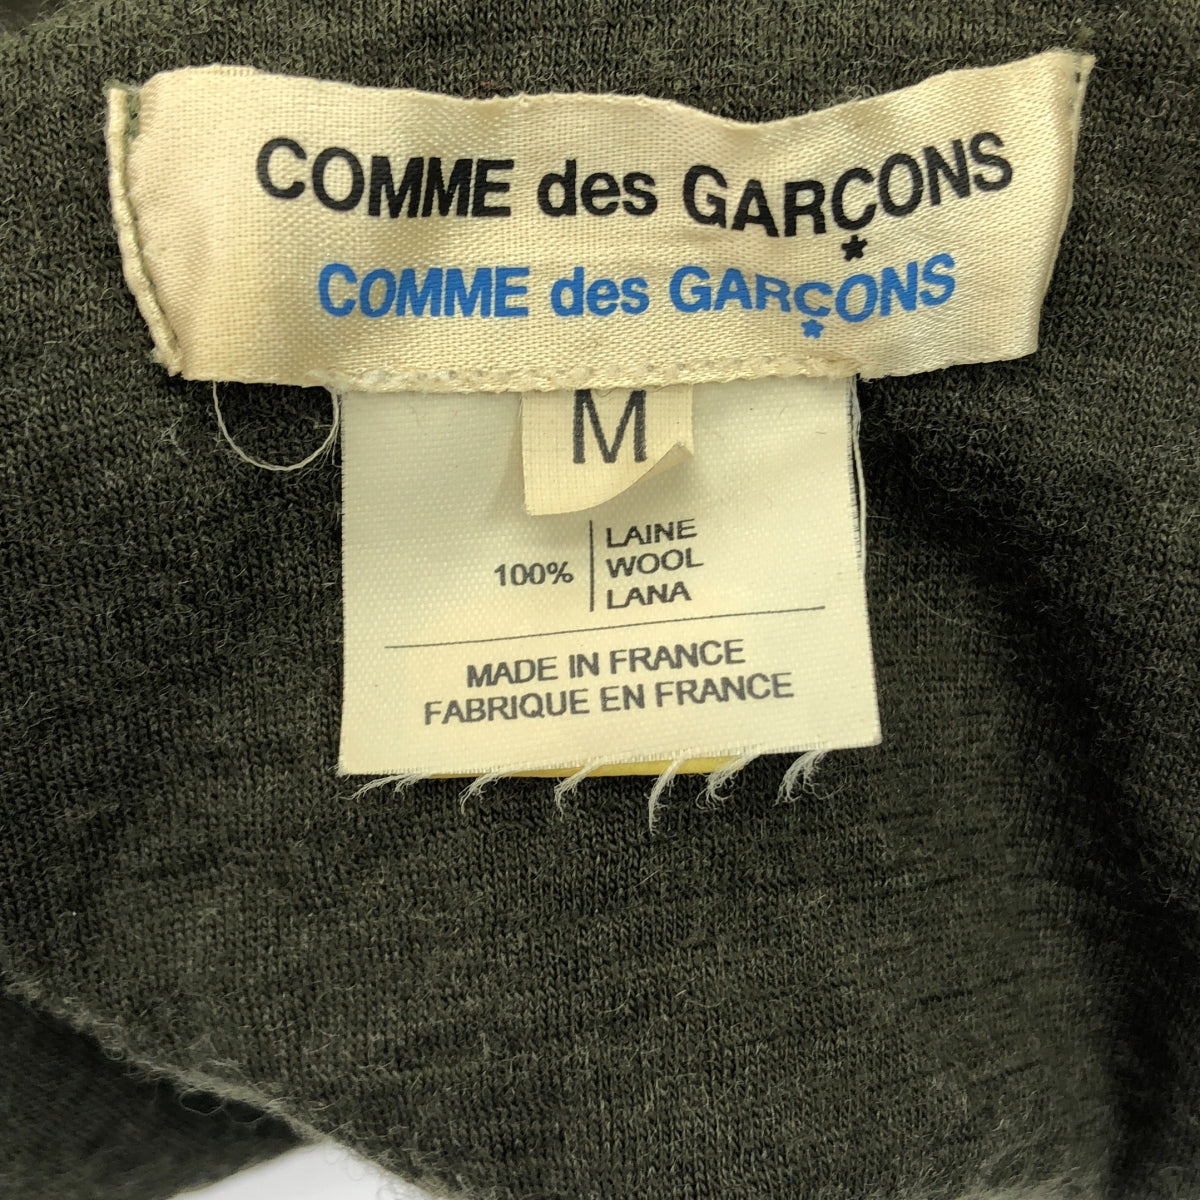 COMME des GARÇONS
COMME des GARÇONS
M
100%
LAINE
WOOL
LANA
MADE IN FRANCE
FABRIQUE EN FRANCE